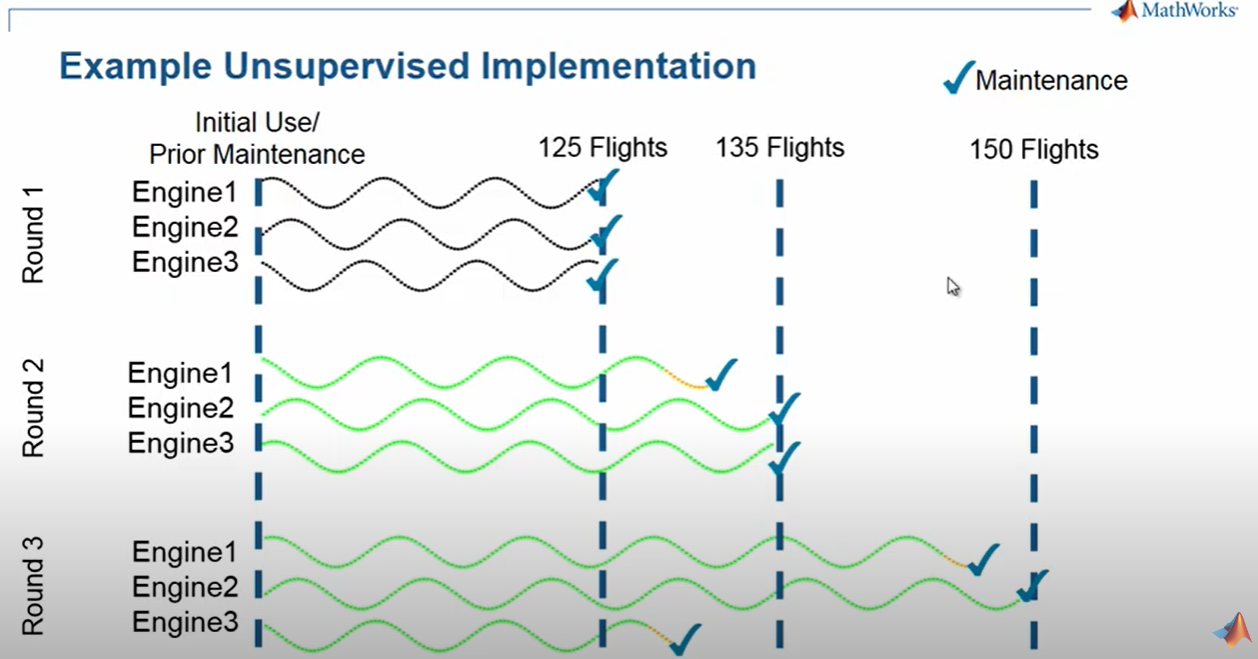 MathWorks
Example Unsupervised Implementation
Maintenance
Initial Use/
Prior Maintenance
125 Flights
135 Flights
150 Flights
Round 1
Engine1
Engine2
Engine3
Round 2
Engine1
Engine2
Engine3
Round 3
Engine1
Engine2
Engine3